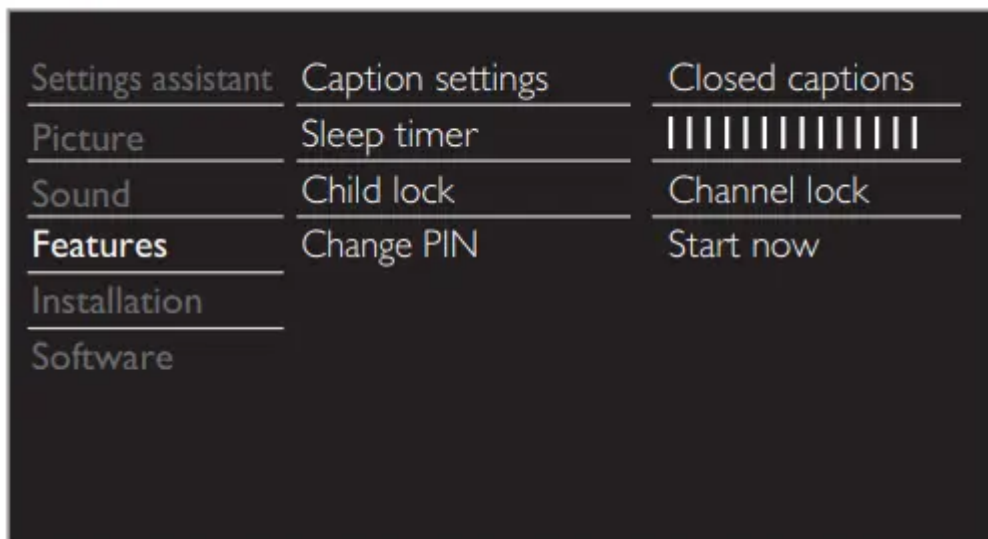 Settings assistant Caption settings Closed captions
Picture Sleep timer
Sound Child lock Channel lock
Features Change PIN Start now
Installation
Software